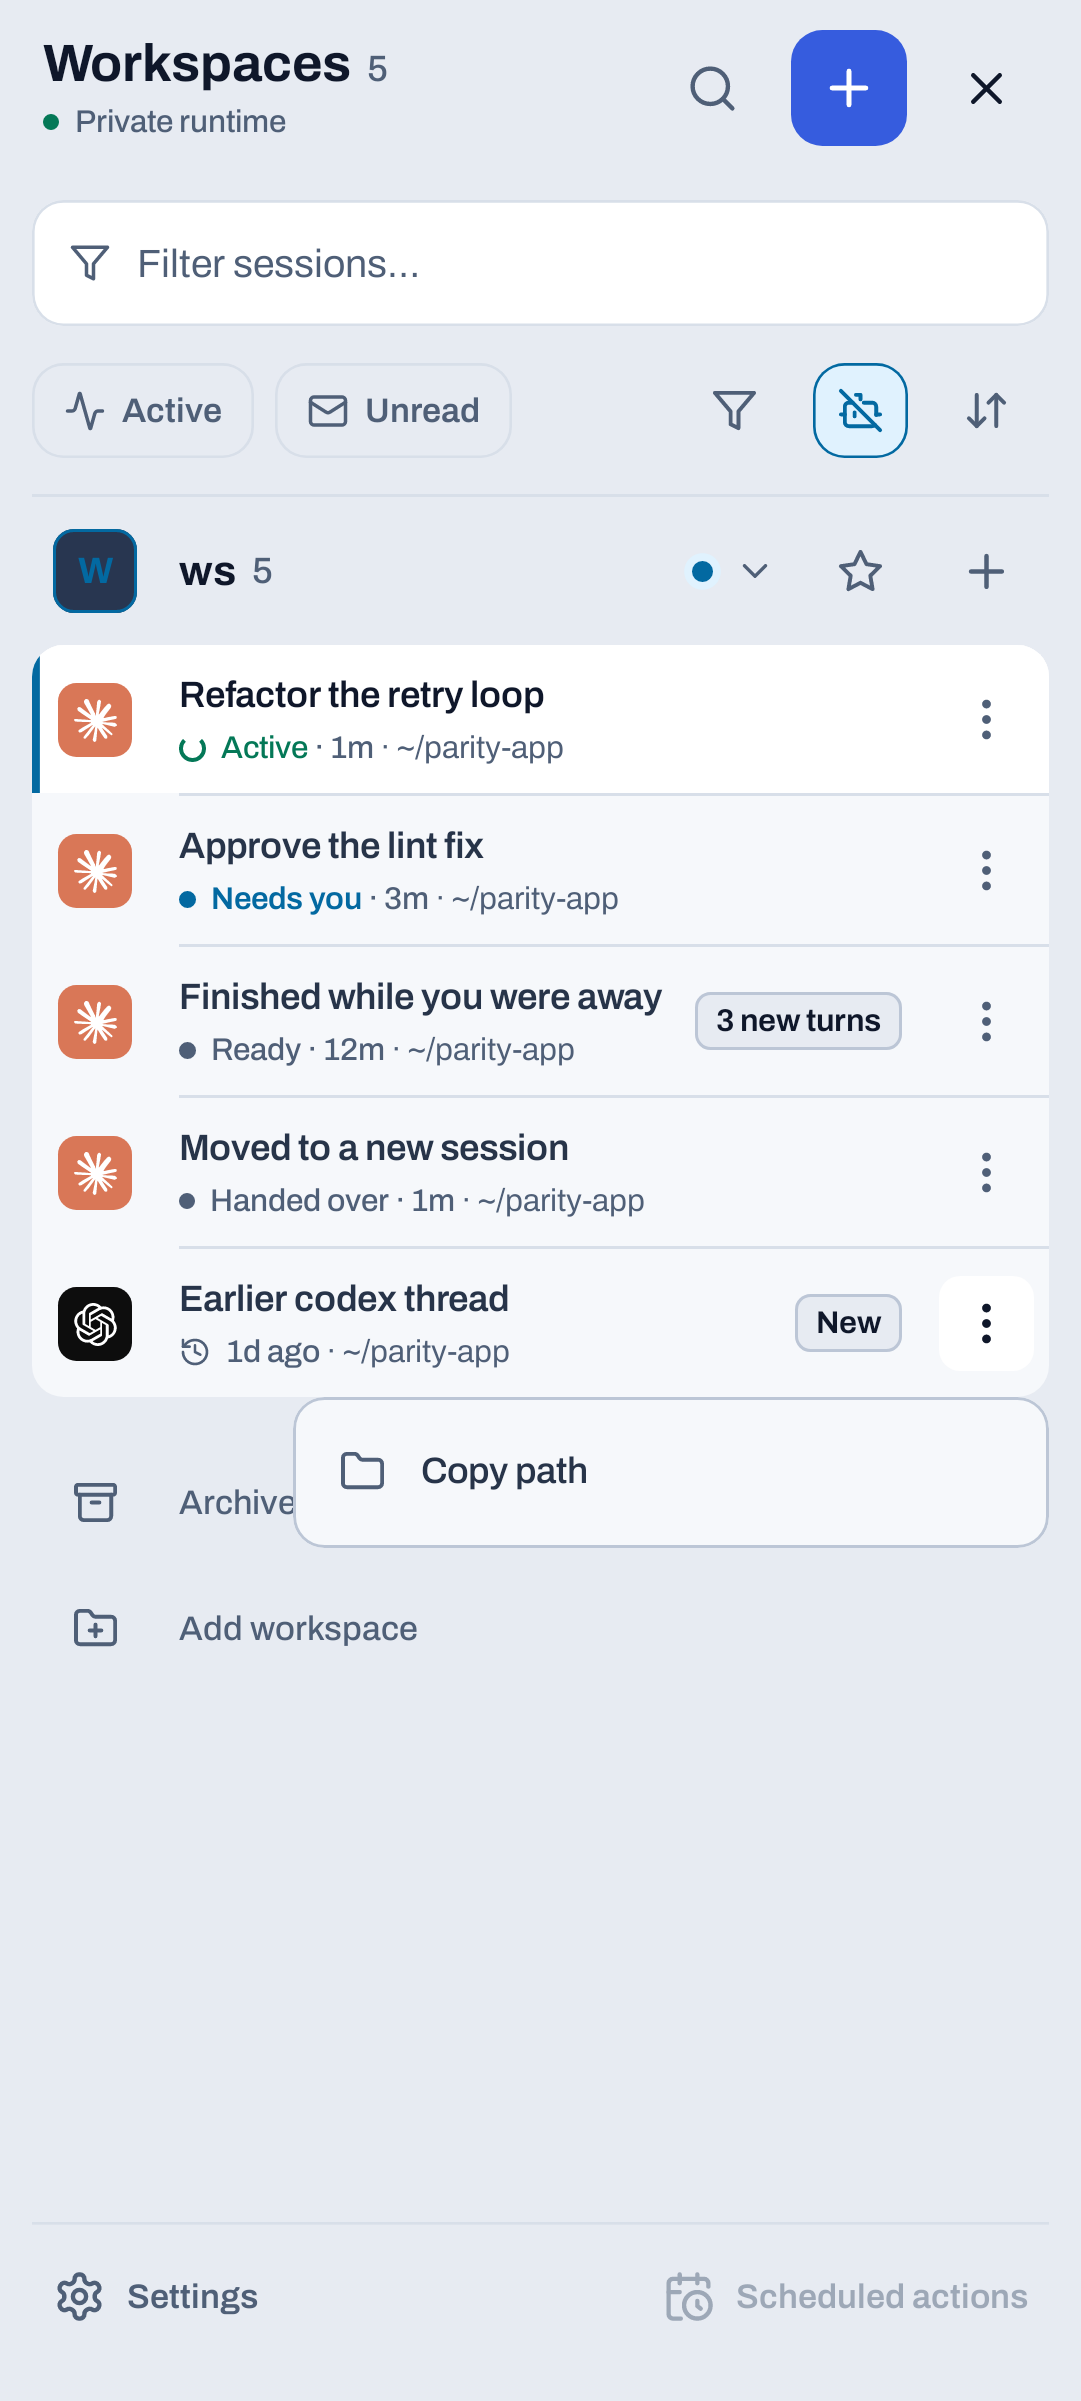 Workspaces 5
Private runtime
Filter sessions...
Active
Unread
W
ws 5
Refactor the retry loop
Active · 1m · ~/parity-app
Approve the lint fix
Needs you · 3m · ~/parity-app
Finished while you were away
3 new turns
Ready · 12m · ~/parity-app
Moved to a new session
Handed over · 1m · ~/parity-app
Earlier codex thread
New
1d ago · ~/parity-app
Copy path
Archive
Add workspace
Settings
Scheduled actions